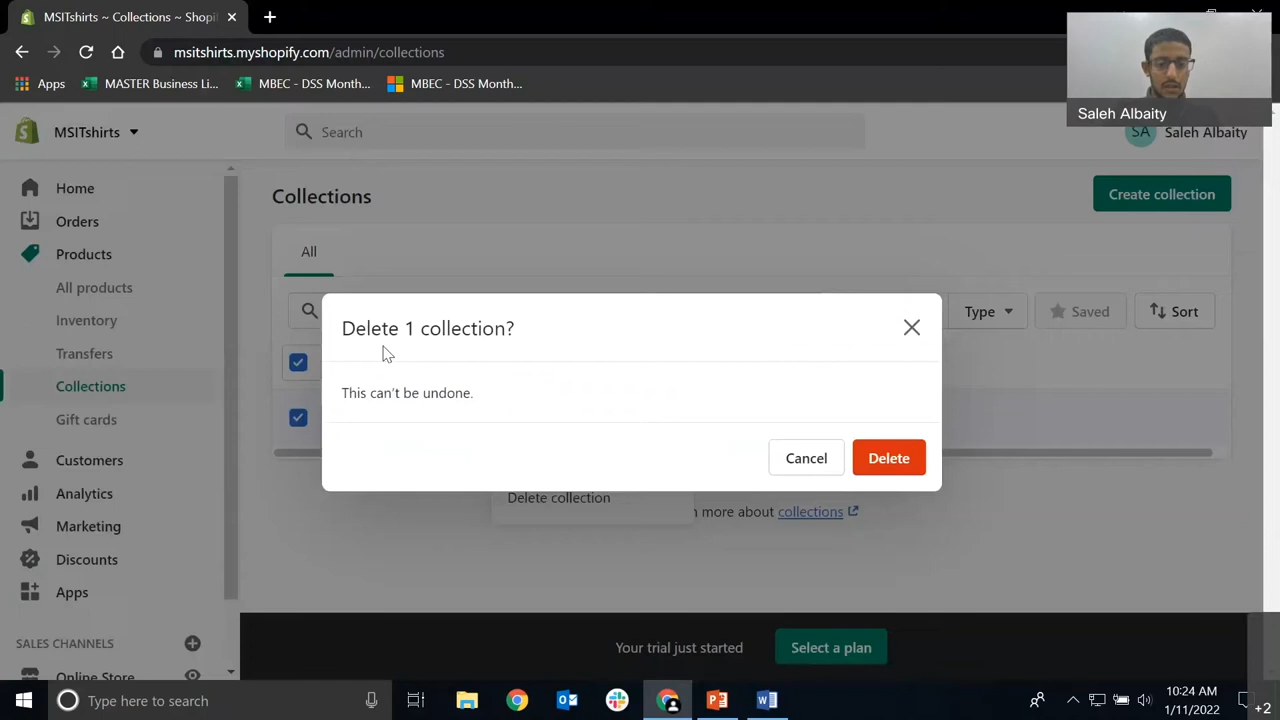 MSITshirts ~ Collections ~ Shopi
msitshirts.myshopify.com/admin/collections
Apps
MASTER Business Li...
MBEC - DSS Month...
MBEC - DSS Month...
Saleh Albaity
MSITshirts
Search
SA
Saleh Albaity
Home
Orders
Products
All products
Inventory
Transfers
Collections
Gift cards
Customers
Analytics
Marketing
Discounts
Apps
SALES CHANNELS
Online Store
Collections
Create collection
All
Type
Saved
Sort
Delete 1 collection?
This can't be undone.
Cancel
Delete
Delete collection
more about collections
Your trial just started
Select a plan
Type here to search
10:24 AM
1/11/2022
+2